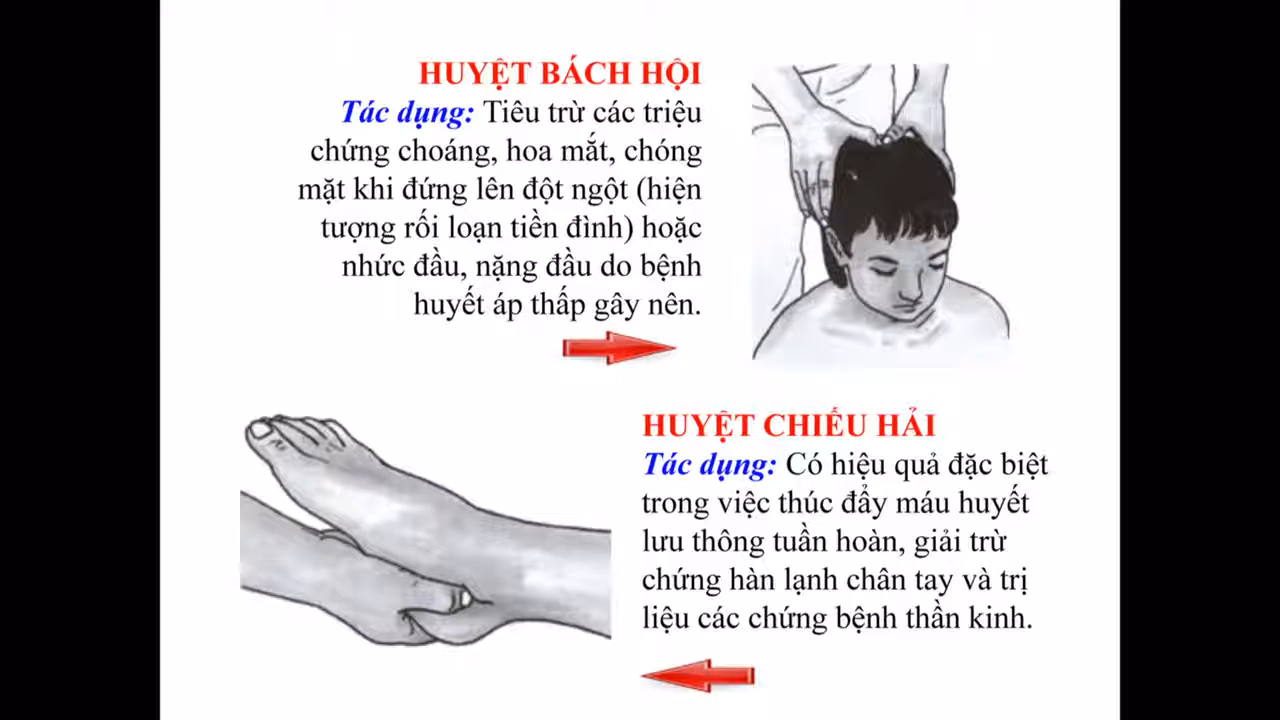 HUYỆT BÁCH HỘI
Tác dụng: Tiêu trừ các triệu
chứng choáng, hoa mắt, chóng
mặt khi đứng lên đột ngột (hiện
tượng rối loạn tiền đình) hoặc
nhức đầu, nặng đầu do bệnh
huyết áp thấp gây nên.
HUYỆT CHIẾU HẢI
Tác dụng: Có hiệu quả đặc biệt
trong việc thúc đẩy máu huyết
lưu thông tuần hoàn, giải trừ
chứng hàn lạnh chân tay và trị
liệu các chứng bệnh thần kinh.